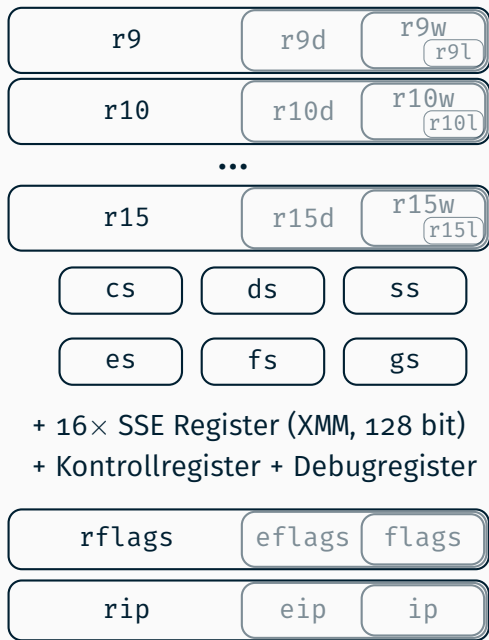 r9 r9d r9w
r9l
r10 r10d r10w
r10l
...
r15 r15d r15w
r15l
cs ds ss
es fs gs
+ 16× SSE Register (XMM, 128 bit)
+ Kontrollregister + Debugregister
rflags eflags flags
rip eip ip